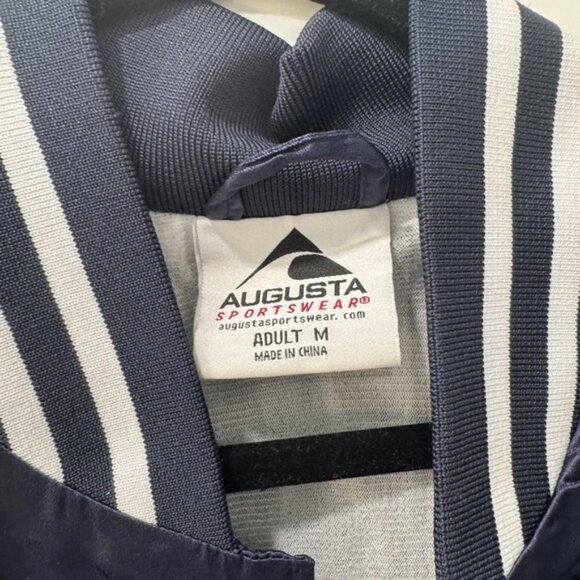 AUGUSTA
SPORTSWEAR®
augustasportswear.com
ADULT M
MADE IN CHINA